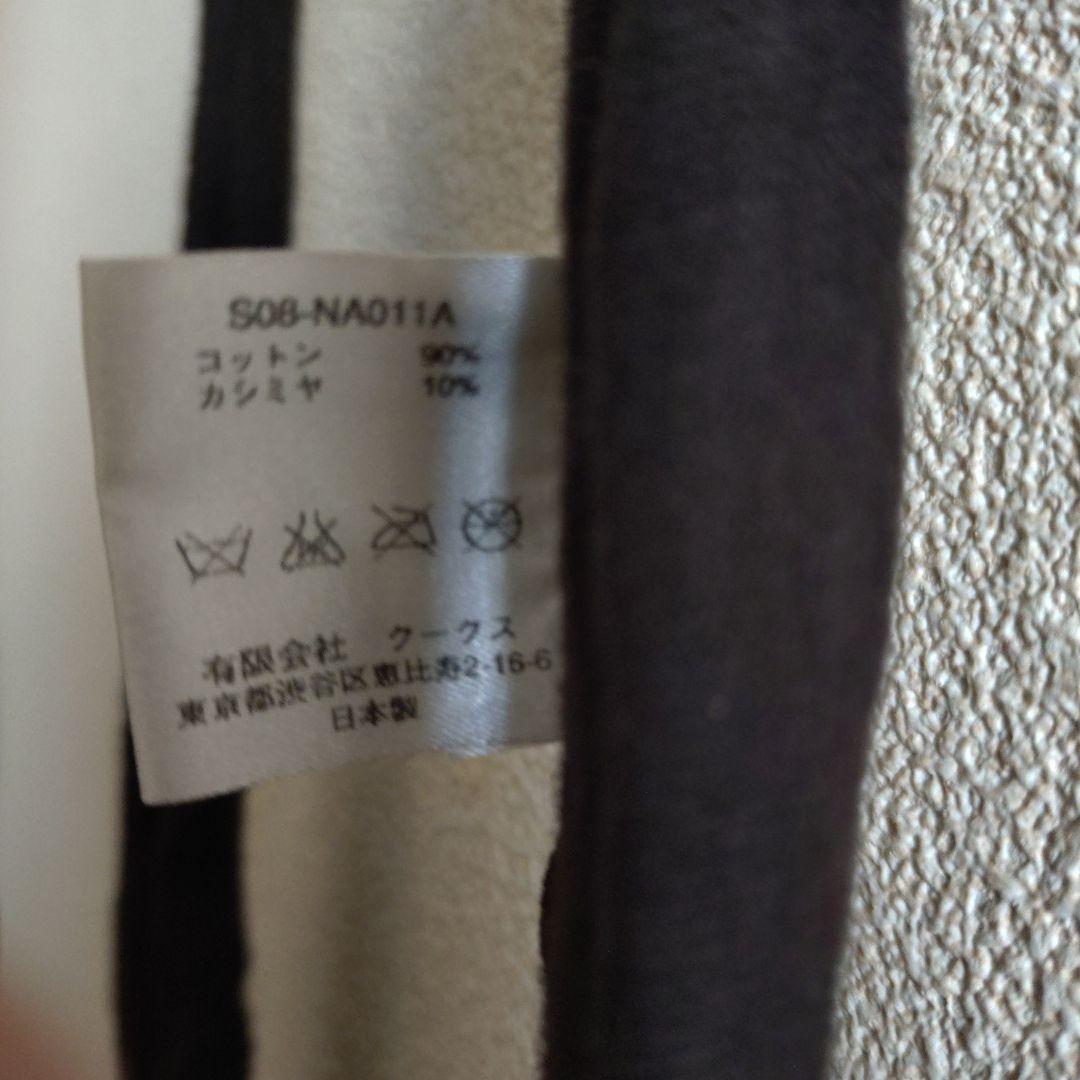 S08-NA011A
コットン 90%
カシミヤ 10%
有限会社 クークス
東京都渋谷区恵比寿2-16-6
日本製